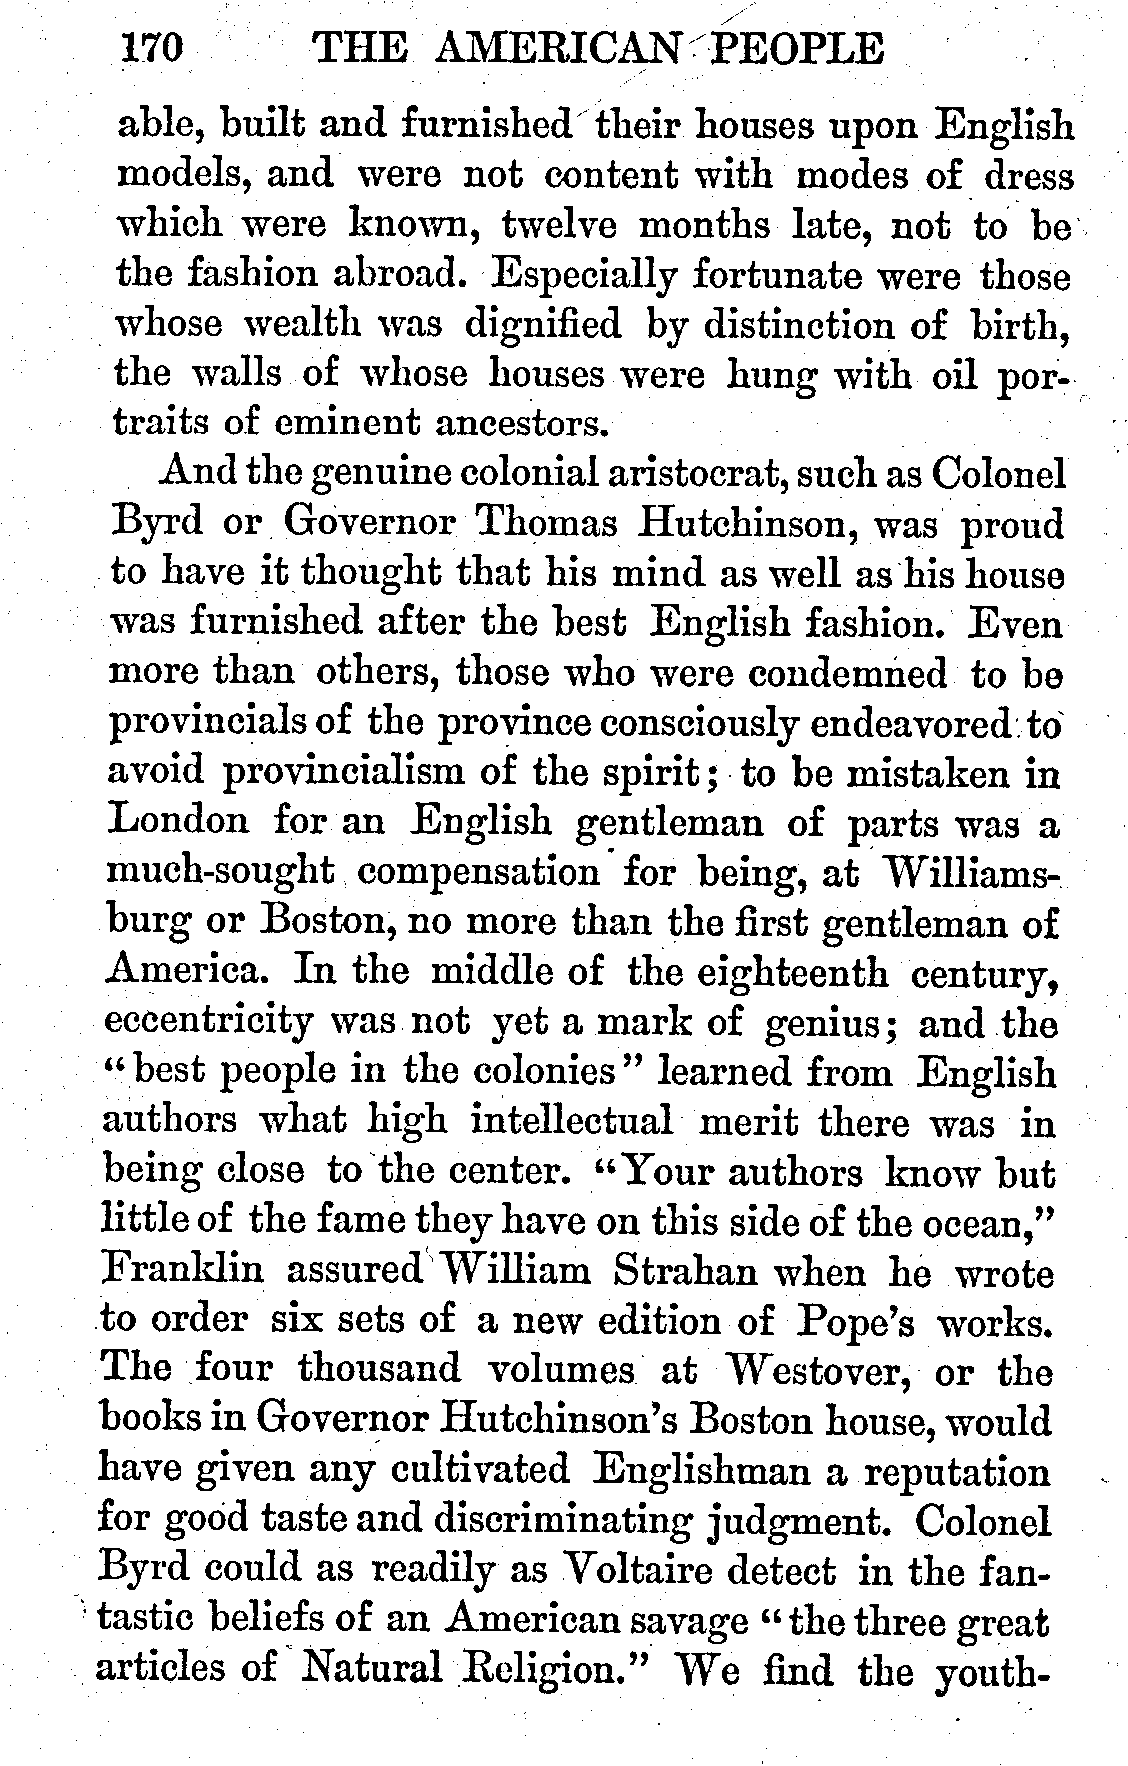 170 THE AMERICAN PEOPLE
able, built and furnished their houses upon English
models, and were not content with modes of dress
which were known, twelve months late, not to be
the fashion abroad. Especially fortunate were those
whose wealth was dignified by distinction of birth,
the walls of whose houses were hung with oil por-
traits of eminent ancestors.
And the genuine colonial aristocrat, such as Colonel
Byrd or Governor Thomas Hutchinson, was proud
to have it thought that his mind as well as his house
was furnished after the best English fashion. Even
more than others, those who were condemned to be
provincials of the province consciously endeavored to
avoid provincialism of the spirit; to be mistaken in
London for an English gentleman of parts was a
much-sought compensation for being, at Williams-
burg or Boston, no more than the first gentleman of
America. In the middle of the eighteenth century,
eccentricity was not yet a mark of genius; and the
"best people in the colonies" learned from English
authors what high intellectual merit there was in
being close to the center. "Your authors know but
little of the fame they have on this side of the ocean,"
Franklin assured William Strahan when he wrote
to order six sets of a new edition of Pope's works.
The four thousand volumes at Westover, or the
books in Governor Hutchinson's Boston house, would
have given any cultivated Englishman a reputation
for good taste and discriminating judgment. Colonel
Byrd could as readily as Voltaire detect in the fan-
tastic beliefs of an American savage "the three great
articles of Natural Religion." We find the youth-